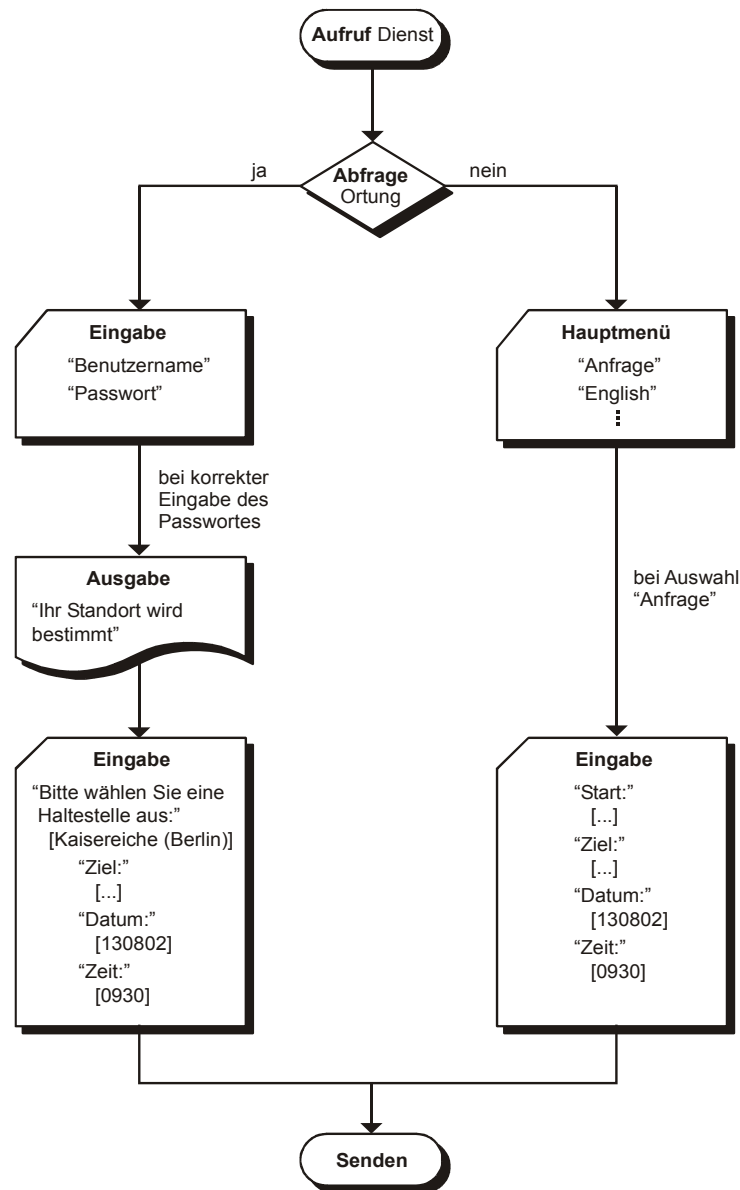 Aufruf Dienst
ja
Abfrage
Ortung
nein
Eingabe
“Benutzername”
“Passwort”
bei korrekter
Eingabe des
Passwortes
Ausgabe
“Ihr Standort wird
bestimmt”
Eingabe
“Bitte wählen Sie eine
Haltestelle aus:”
[Kaisereiche (Berlin)]
“Ziel:”
[...]
“Datum:”
[130802]
“Zeit:”
[0930]
Hauptmenü
“Anfrage”
“English”
bei Auswahl
“Anfrage”
Eingabe
“Start:”
[...]
“Ziel:”
[...]
“Datum:”
[130802]
“Zeit:”
[0930]
Senden